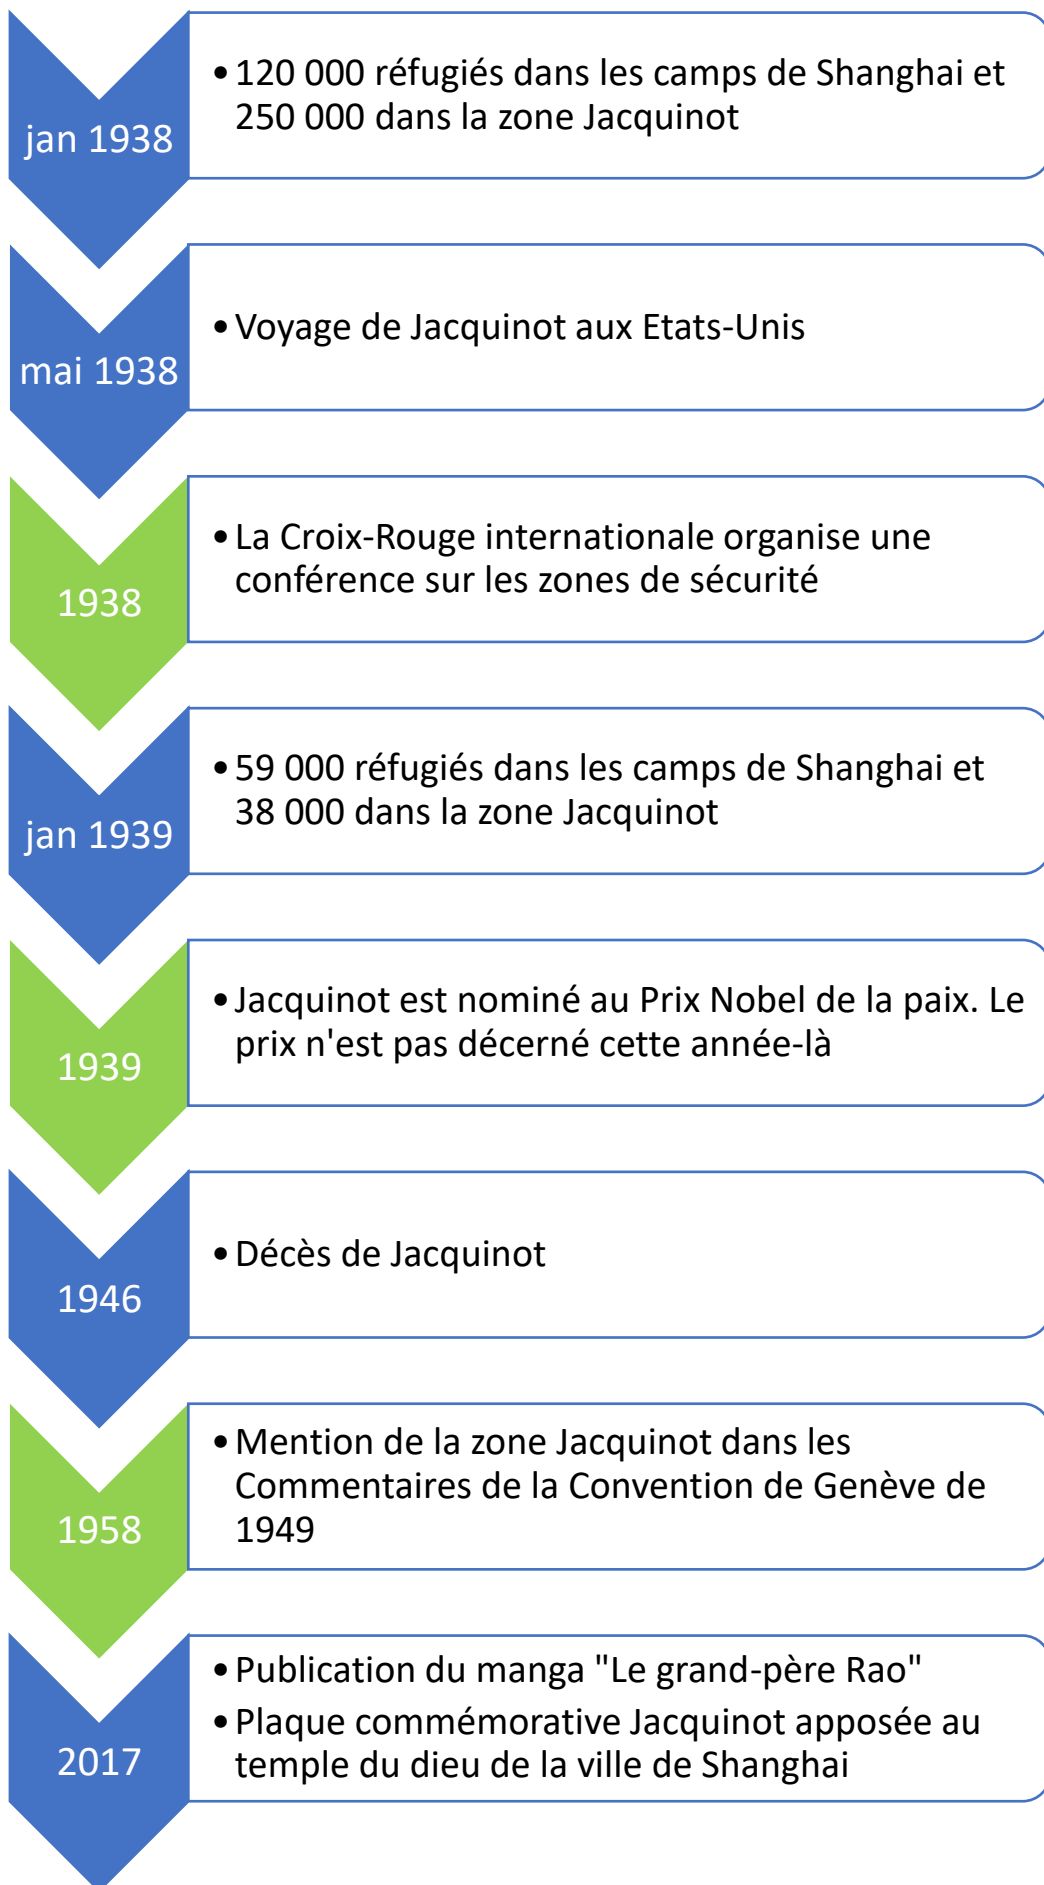 jan 1938
•120 000 réfugiés dans les camps de Shanghai et
250 000 dans la zone Jacquinot
mai 1938
•Voyage de Jacquinot aux Etats-Unis
1938
•La Croix-Rouge internationale organise une
conférence sur les zones de sécurité
jan 1939
•59 000 réfugiés dans les camps de Shanghai et
38 000 dans la zone Jacquinot
1939
•Jacquinot est nominé au Prix Nobel de la paix. Le
prix n'est pas décerné cette année-là
1946
•Décès de Jacquinot
1958
•Mention de la zone Jacquinot dans les
Commentaires de la Convention de Genève de
1949
2017
•Publication du manga "Le grand-père Rao"
•Plaque commémorative Jacquinot apposée au
temple du dieu de la ville de Shanghai